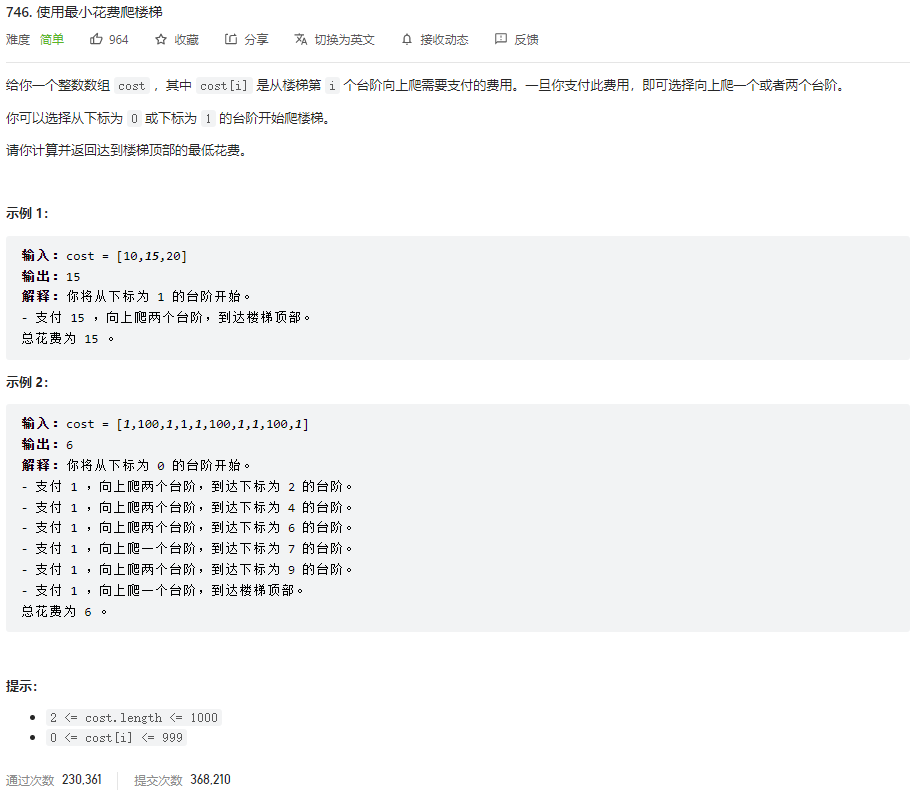 746. 使用最小花费爬楼梯
难度 简单 964 收藏 分享 切换为英文 接收动态 反馈
给你一个整数数组 cost ，其中 cost[i] 是从楼梯第 i 个台阶向上爬需要支付的费用。一旦你支付此费用，即可选择向上爬一个或者两个台阶。
你可以选择从下标为 0 或下标为 1 的台阶开始爬楼梯。
请你计算并返回达到楼梯顶部的最低花费。
示例 1：
输入：cost = [10,15,20]
输出：15
解释：你将从下标为 1 的台阶开始。
- 支付 15 ，向上爬两个台阶，到达楼梯顶部。
总花费为 15 。
示例 2：
输入：cost = [1,100,1,1,1,100,1,1,100,1]
输出：6
解释：你将从下标为 0 的台阶开始。
- 支付 1 ，向上爬两个台阶，到达下标为 2 的台阶。
- 支付 1 ，向上爬两个台阶，到达下标为 4 的台阶。
- 支付 1 ，向上爬两个台阶，到达下标为 6 的台阶。
- 支付 1 ，向上爬一个台阶，到达下标为 7 的台阶。
- 支付 1 ，向上爬两个台阶，到达下标为 9 的台阶。
- 支付 1 ，向上爬一个台阶，到达楼梯顶部。
总花费为 6 。
提示：
2 <= cost.length <= 1000
0 <= cost[i] <= 999
通过次数 230,361 提交次数 368,210